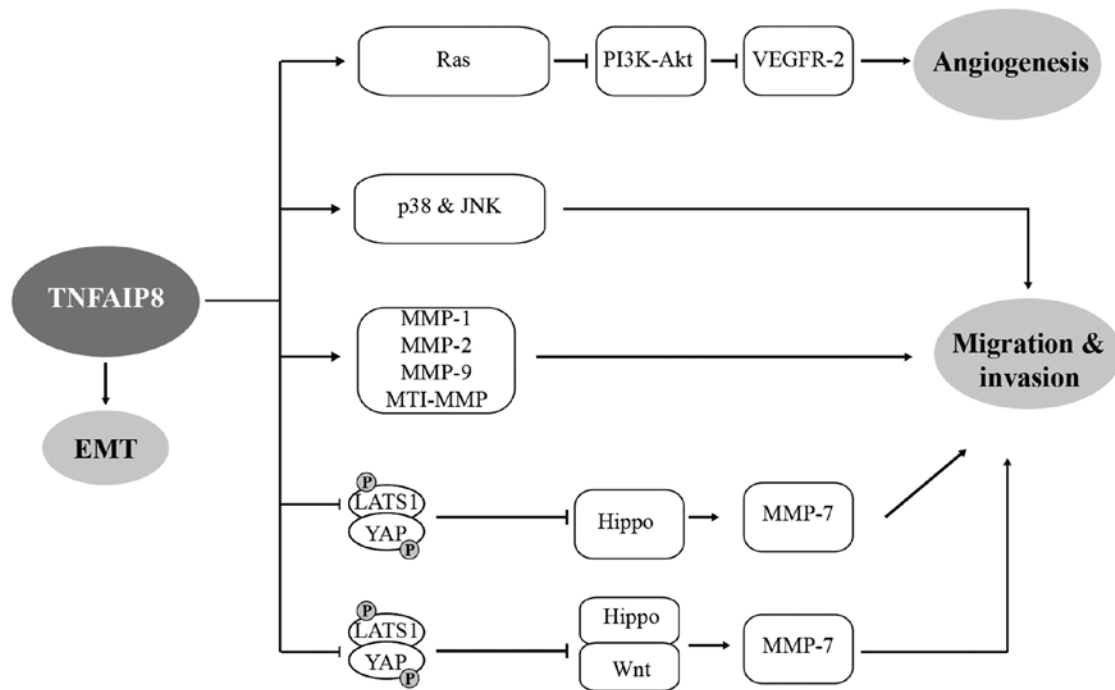 Ras
PI3K-Akt
VEGFR-2
Angiogenesis
p38 & JNK
TNFAIP8
MMP-1
MMP-2
MMP-9
MTI-MMP
Migration &
invasion
EMT
P
LATS1
YAP
P
Hippo
MMP-7
P
LATS1
YAP
P
Hippo
Wnt
MMP-7